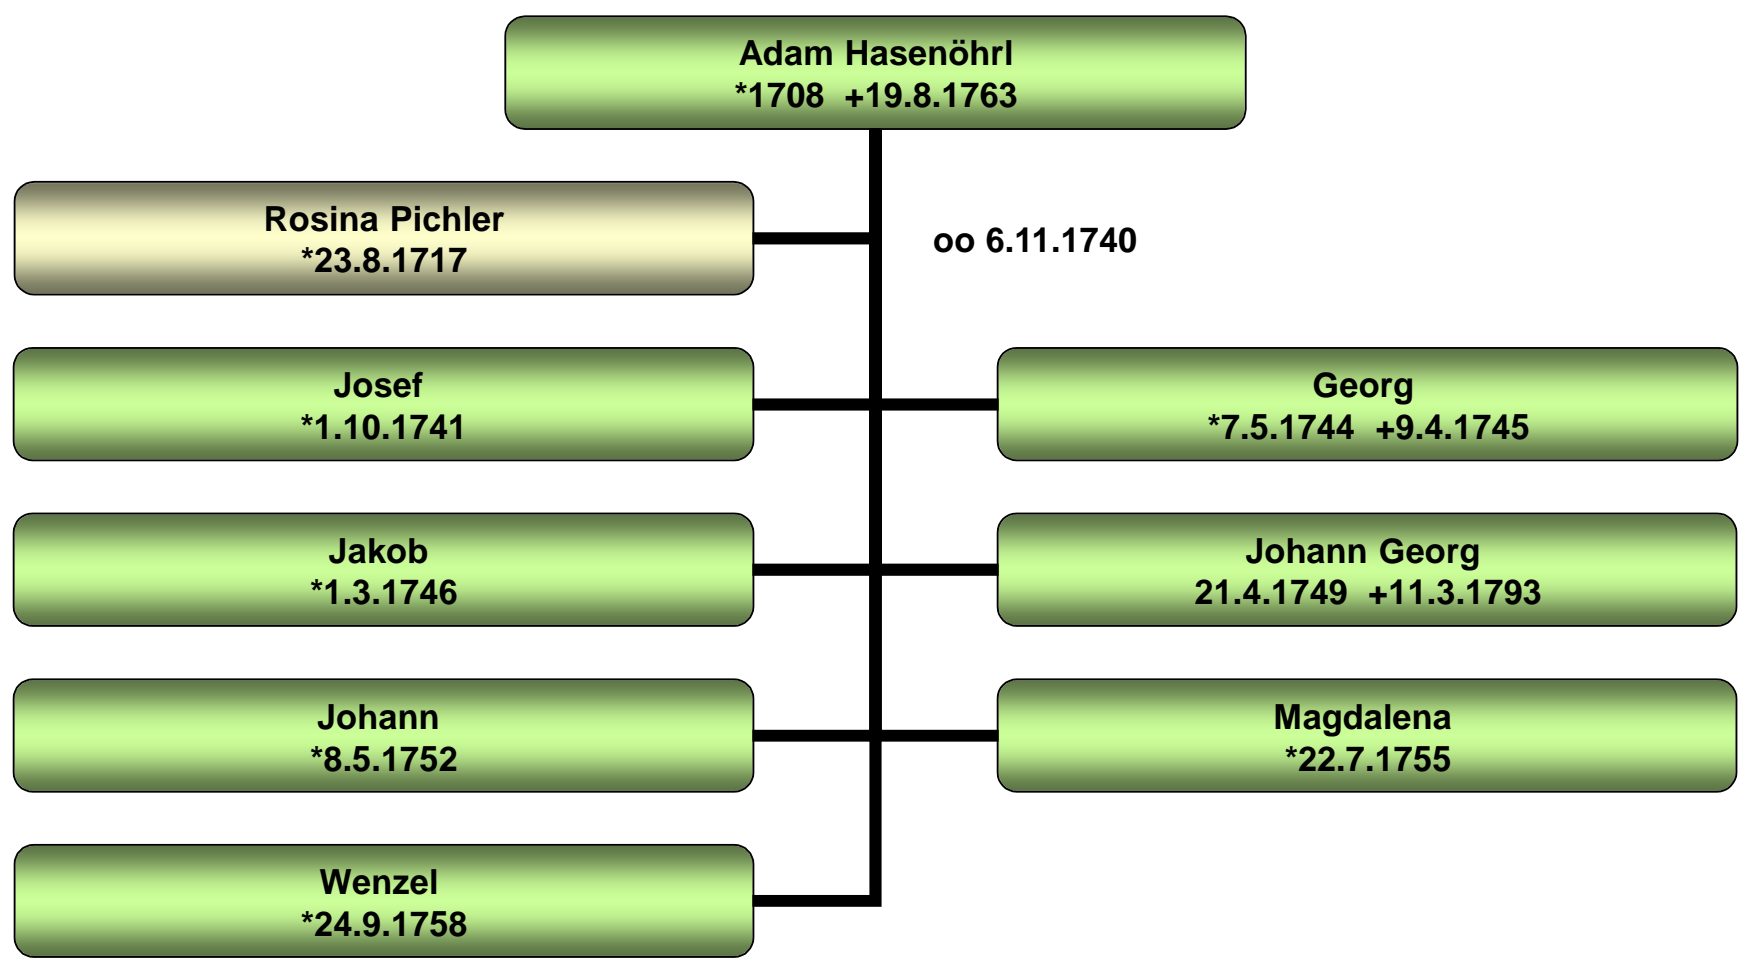 Adam Hasenöhrl
*1708 +19.8.1763
Rosina Pichler
*23.8.1717
oo 6.11.1740
Josef
*1.10.1741
Georg
*7.5.1744 +9.4.1745
Jakob
*1.3.1746
Johann Georg
21.4.1749 +11.3.1793
Johann
*8.5.1752
Magdalena
*22.7.1755
Wenzel
*24.9.1758